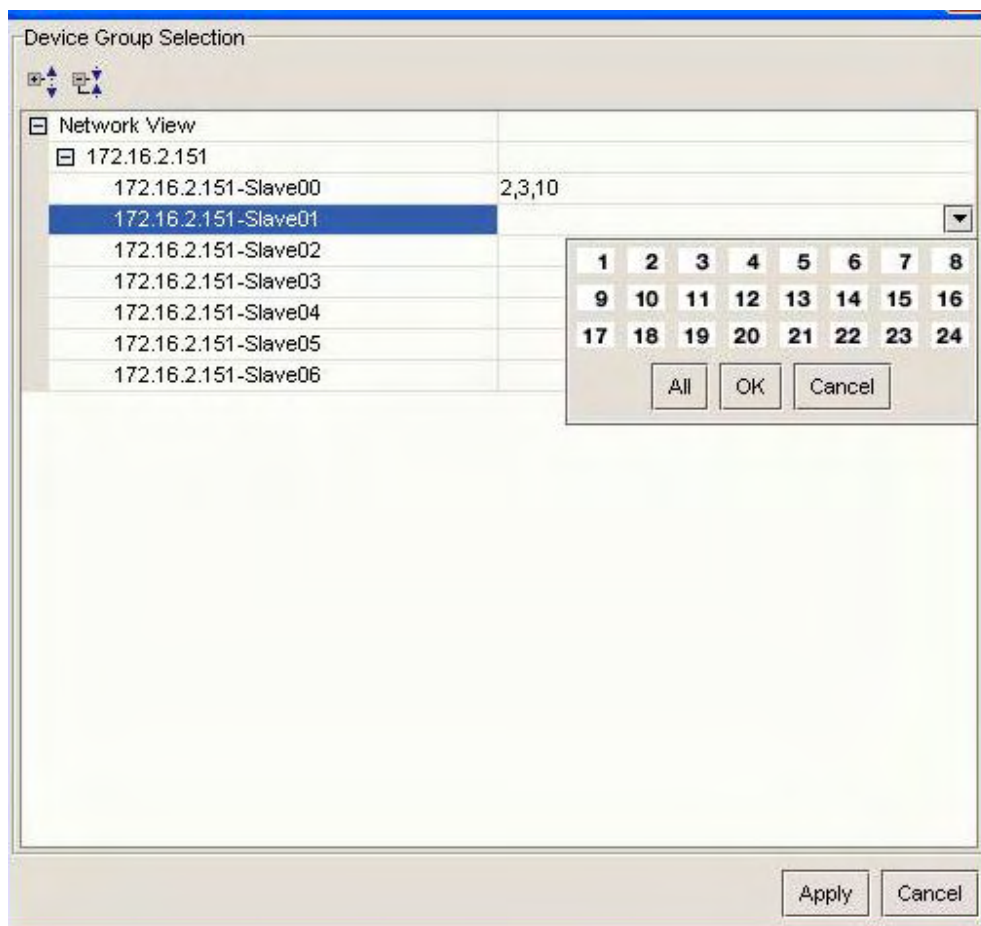 Device Group Selection
Network View
172.16.2.151
172.16.2.151-Slave00 2,3,10
172.16.2.151-Slave01
172.16.2.151-Slave02
172.16.2.151-Slave03
172.16.2.151-Slave04
172.16.2.151-Slave05
172.16.2.151-Slave06
1 2 3 4 5 6 7 8
9 10 11 12 13 14 15 16
17 18 19 20 21 22 23 24
All OK Cancel
Apply Cancel